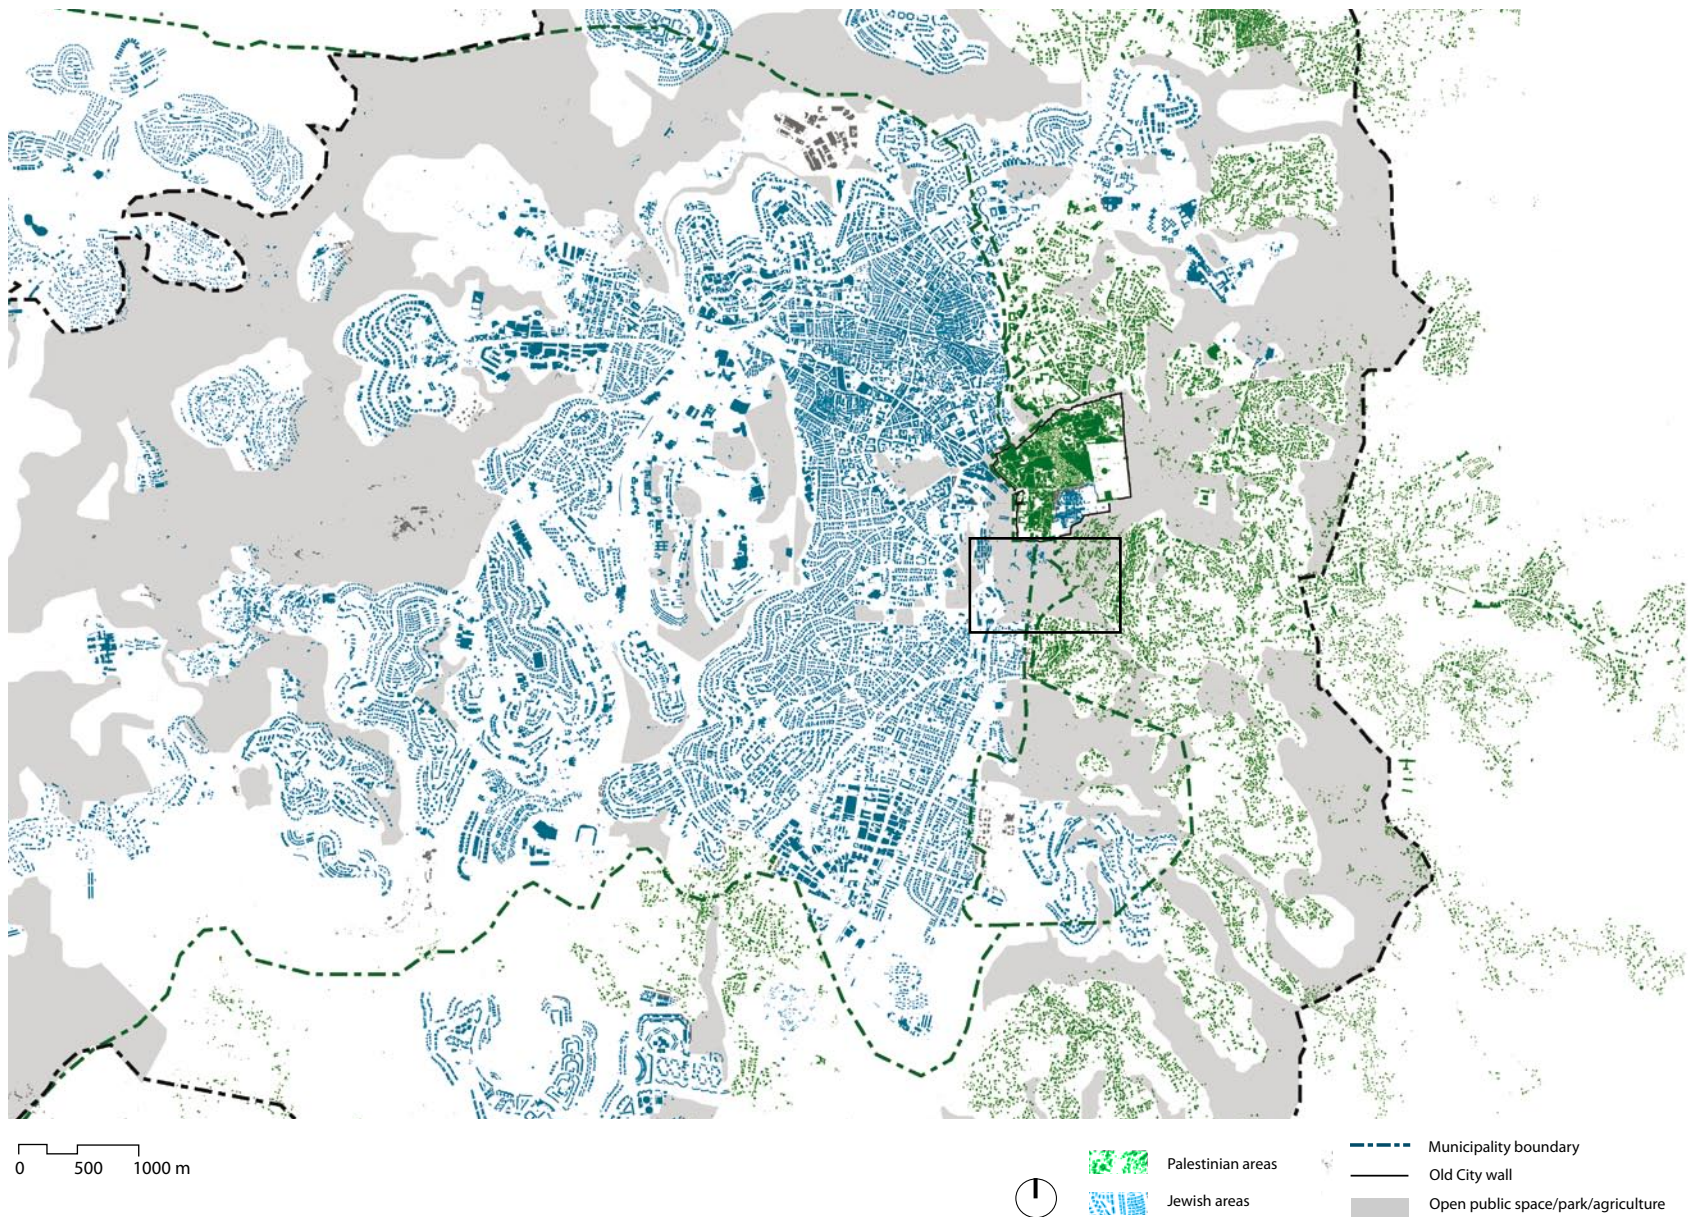 0 500 1000 m
Palestinian areas
Jewish areas
Municipality boundary
Old City wall
Open public space/park/agriculture